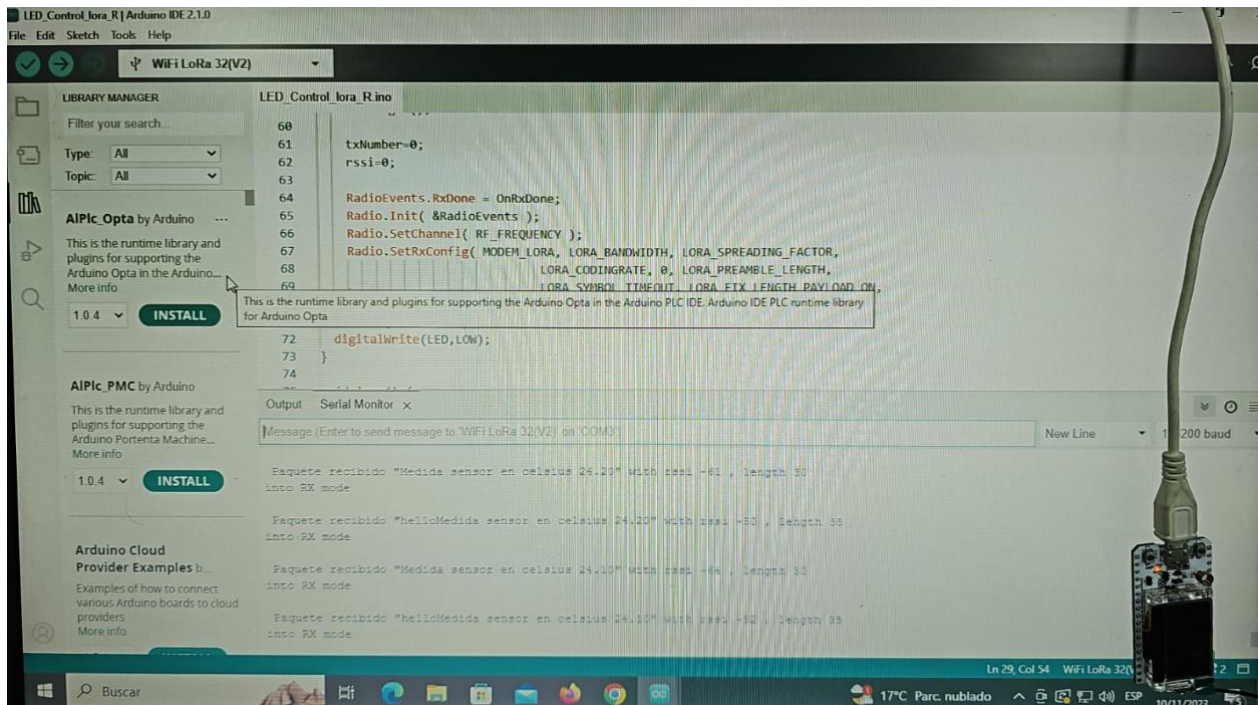 LED_Control_lora_R | Arduino IDE 2.1.0
File Edit Sketch Tools Help
WiFi LoRa 32(V2)
LIBRARY MANAGER
Filter your search...
Type: All
Topic: All
AIPlc_Opta by Arduino ...
This is the runtime library and
plugins for supporting the
Arduino Opta in the Arduino...
More info
1.0.4 INSTALL
AIPlc_PMC by Arduino
This is the runtime library and
plugins for supporting the
Arduino Portenta Machine...
More info
1.0.4 INSTALL
Arduino Cloud
Provider Examples b...
Examples of how to connect
various Arduino boards to cloud
providers
More info
LED_Control_lora_R.ino
60
61 txNumber=0;
62 rssi=0;
63
64 RadioEvents.RxDone = OnRxDone;
65 Radio.Init( &RadioEvents );
66 Radio.SetChannel( RF_FREQUENCY );
67 Radio.SetRxConfig( MODEM_LORA, LORA_BANDWIDTH, LORA_SPREADING_FACTOR,
68 LORA_CODINGRATE, 0, LORA_PREAMBLE_LENGTH,
69 LORA_SYMBOL_TIMEOUT, LORA_FIX_LENGTH_PAYLOAD_ON,
This is the runtime library and plugins for supporting the Arduino Opta in the Arduino PLC IDE. Arduino IDE PLC runtime library
for Arduino Opta
72 digitalWrite(LED,LOW);
73 }
74
Output Serial Monitor ×
Message (Enter to send message to 'WiFi LoRa 32(V2)' on 'COM3')
New Line
200 baud
Paquete recibido "Medida sensor en celsius 24.20" with rssi -61 , length 30
into RX mode
Paquete recibido "helloMedida sensor en celsius 24.20" with rssi , length 35
into RX mode
Paquete recibido "Medida sensor en celsius 24.10" with rssi , length 30
into RX mode
Paquete recibido "helloMedida sensor en celsius 24.10" with rssi , length 35
into RX mode
Ln 29, Col 54 WiFi LoRa 32(V 2
Buscar
17°C Parc. nublado ESP
10/11/2023